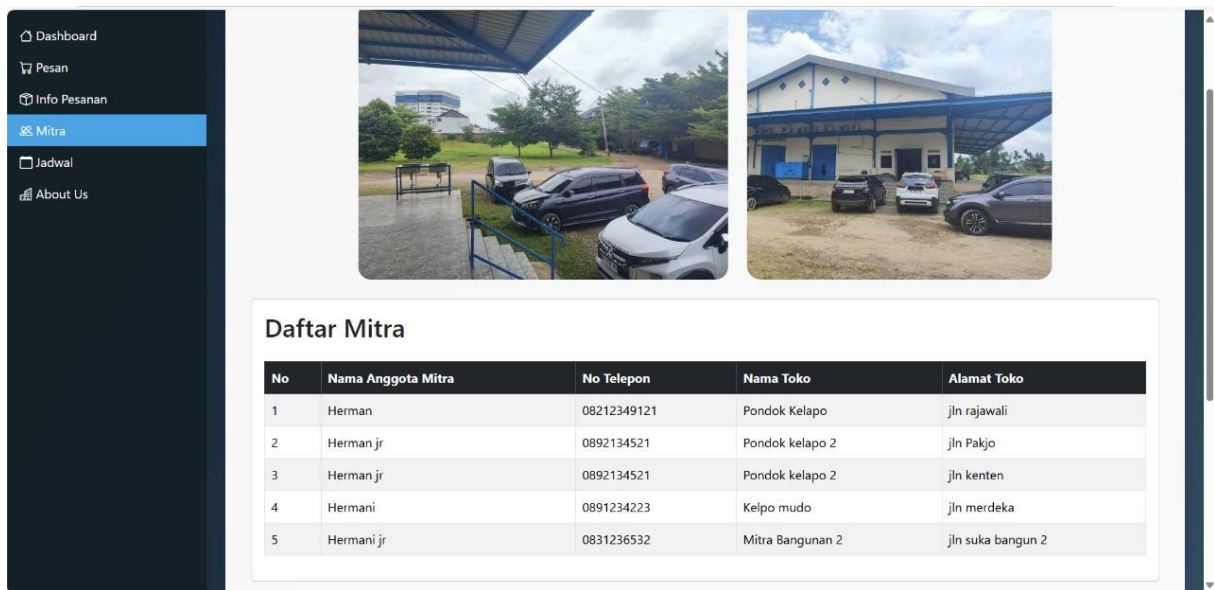 Dashboard
Pesan
Info Pesanan
Mitra
Jadwal
About Us
Daftar Mitra
No Nama Anggota Mitra No Telepon Nama Toko Alamat Toko
1 Herman 08212349121 Pondok Kelapo jln rajawali
2 Herman jr 0892134521 Pondok kelapo 2 jln Pakjo
3 Herman jr 0892134521 Pondok kelapo 2 jln kenten
4 Hermani 0891234223 Kelpo mudo jln merdeka
5 Hermani jr 0831236532 Mitra Bangunan 2 jln suka bangun 2